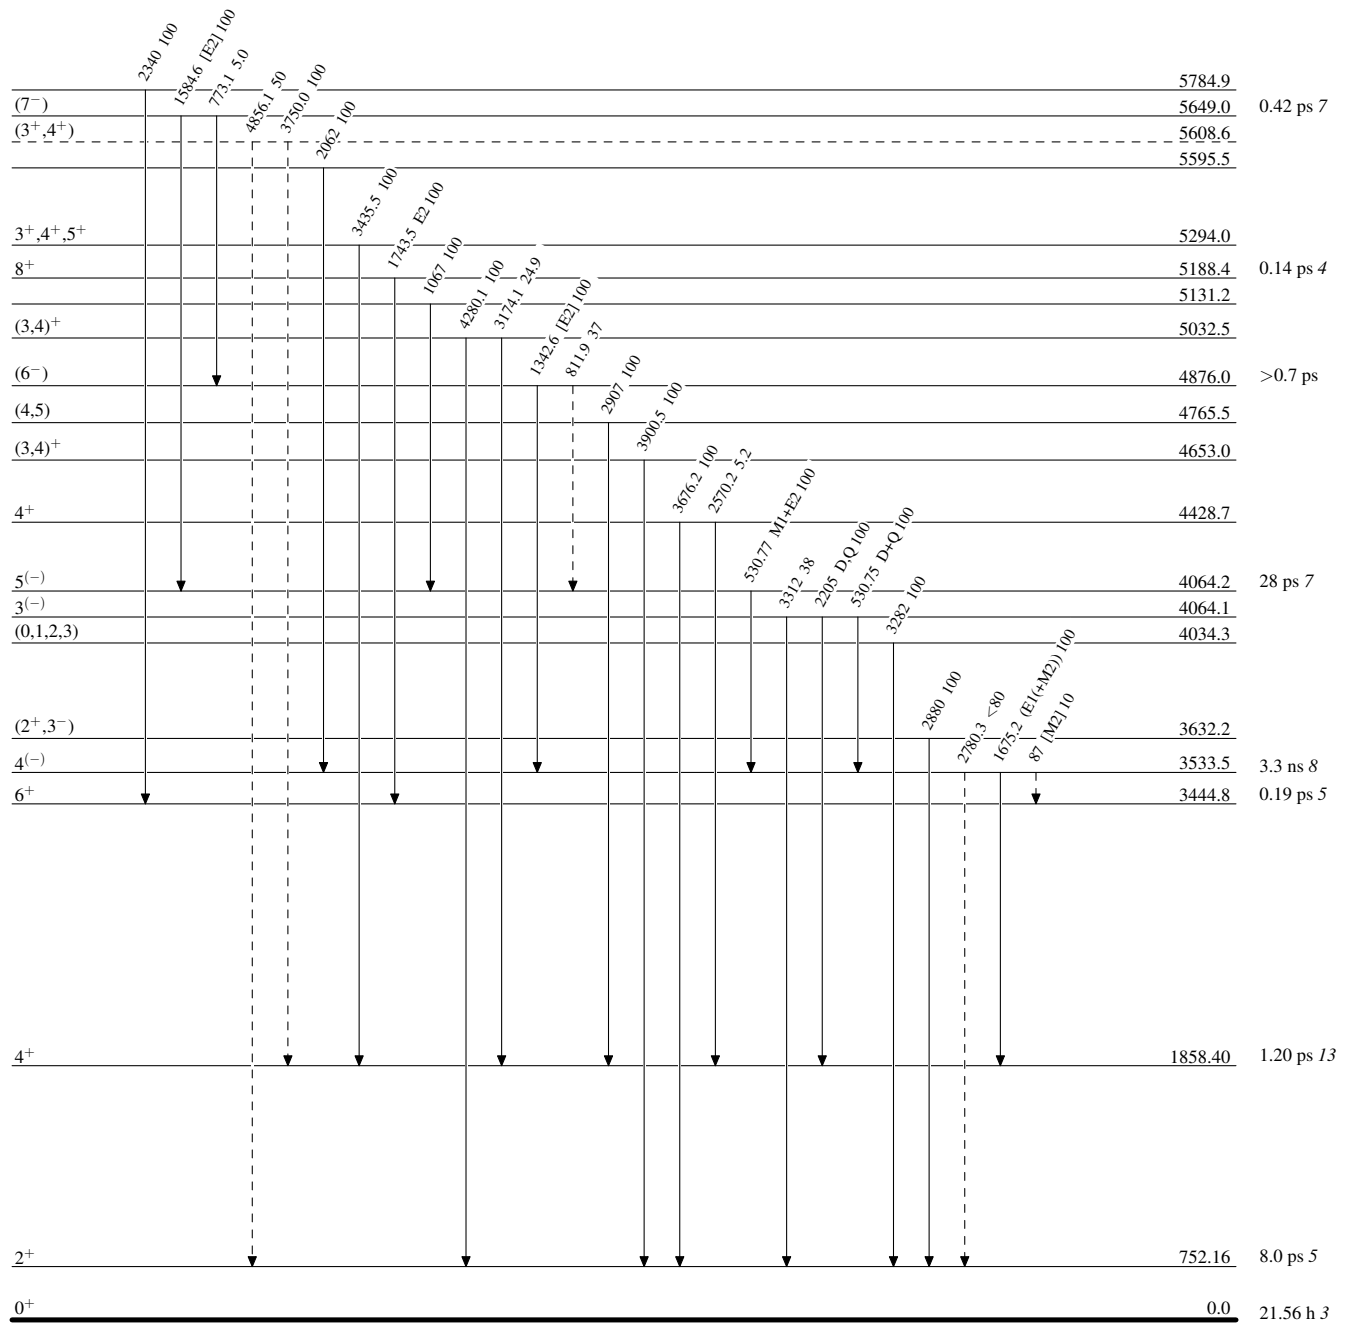 2340 100
1584.6 [E2] 100
773.1 5.0
4856.1 50
3750.0 100
2062 100
3435.5 100
1743.5 E2 100
1067 100
4280.1 100
3174.1 24.9
1342.6 [E2] 100
811.9 37
2907 100
3900.5 100
3676.2 100
2570.2 5.2
530.77 M1+E2 100
3312 38
2205 D,Q 100
530.75 D+Q 100
3282 100
2880 100
2780.3 <80
1675.2 (E1(+M2)) 100
87 [M2] 10
5784.9
(7⁻) 5649.0 0.42 ps 7
(3⁺,4⁺) 5608.6
5595.5
3⁺,4⁺,5⁺ 5294.0
8⁺ 5188.4 0.14 ps 4
5131.2
(3,4)⁺ 5032.5
(6⁻) 4876.0 >0.7 ps
(4,5) 4765.5
(3,4)⁺ 4653.0
4⁺ 4428.7
5⁽⁻⁾ 4064.2 28 ps 7
3⁽⁻⁾ 4064.1
(0,1,2,3) 4034.3
(2⁺,3⁻) 3632.2
4⁽⁻⁾ 3533.5 3.3 ns 8
6⁺ 3444.8 0.19 ps 5
4⁺ 1858.40 1.20 ps 13
2⁺ 752.16 8.0 ps 5
0⁺ 0.0 21.56 h 3